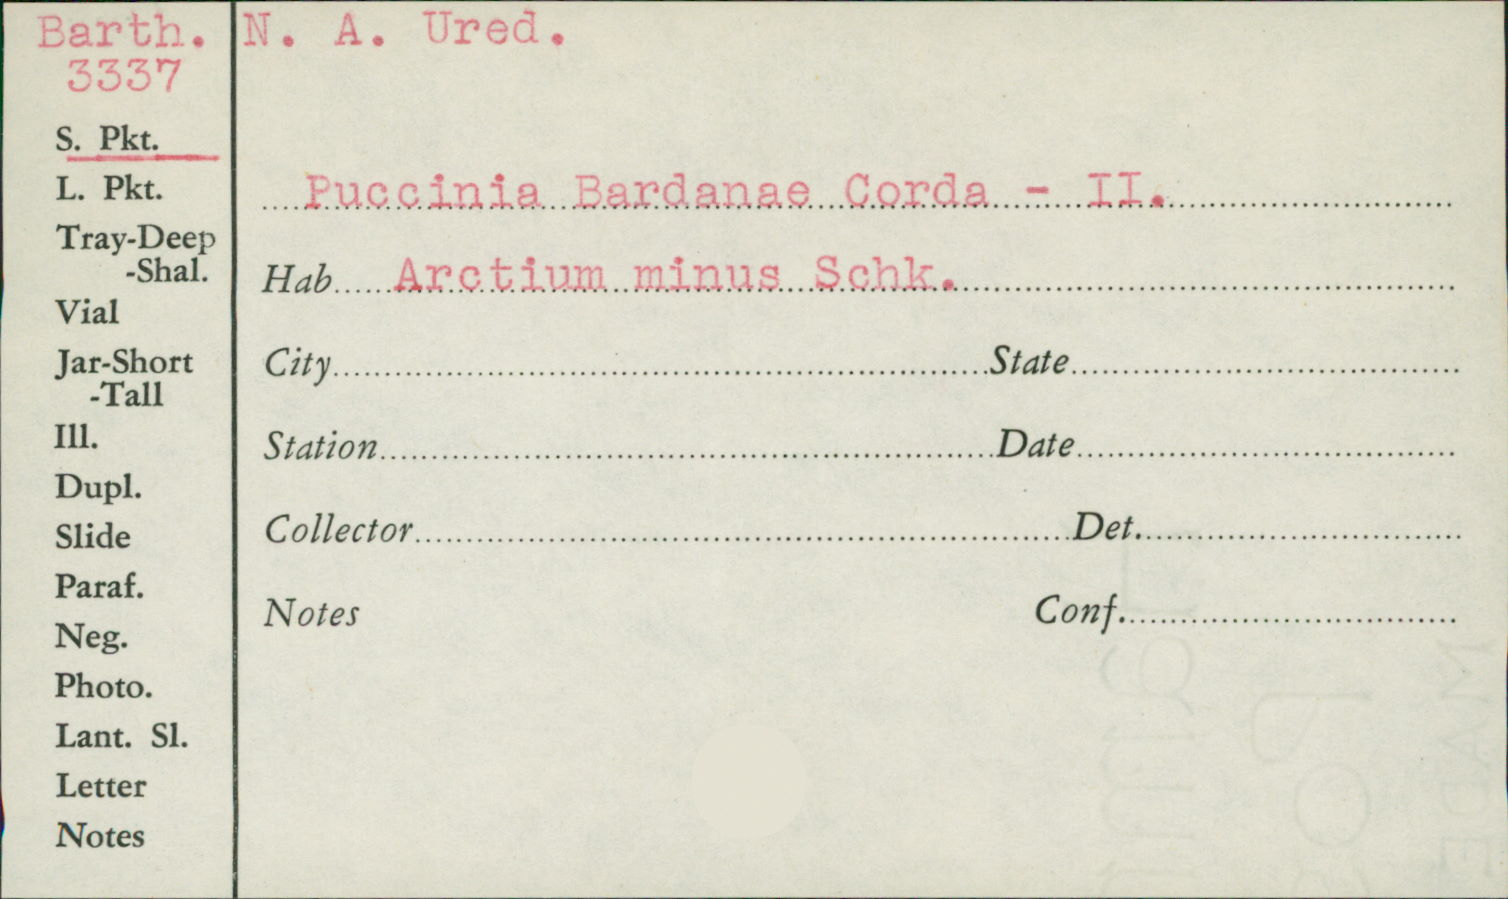 Barth. N. A. Ured.
3337
S. Pkt.
L. Pkt.
Tray-Deep
-Shal.
Vial
Jar-Short
-Tall
Ill.
Dupl.
Slide
Paraf.
Neg.
Photo.
Lant. Sl.
Letter
Notes
Puccinia Bardanae Corda - II.
Hab Arctium minus Schk.
City State
Station Date
Collector Det.
Notes Conf.